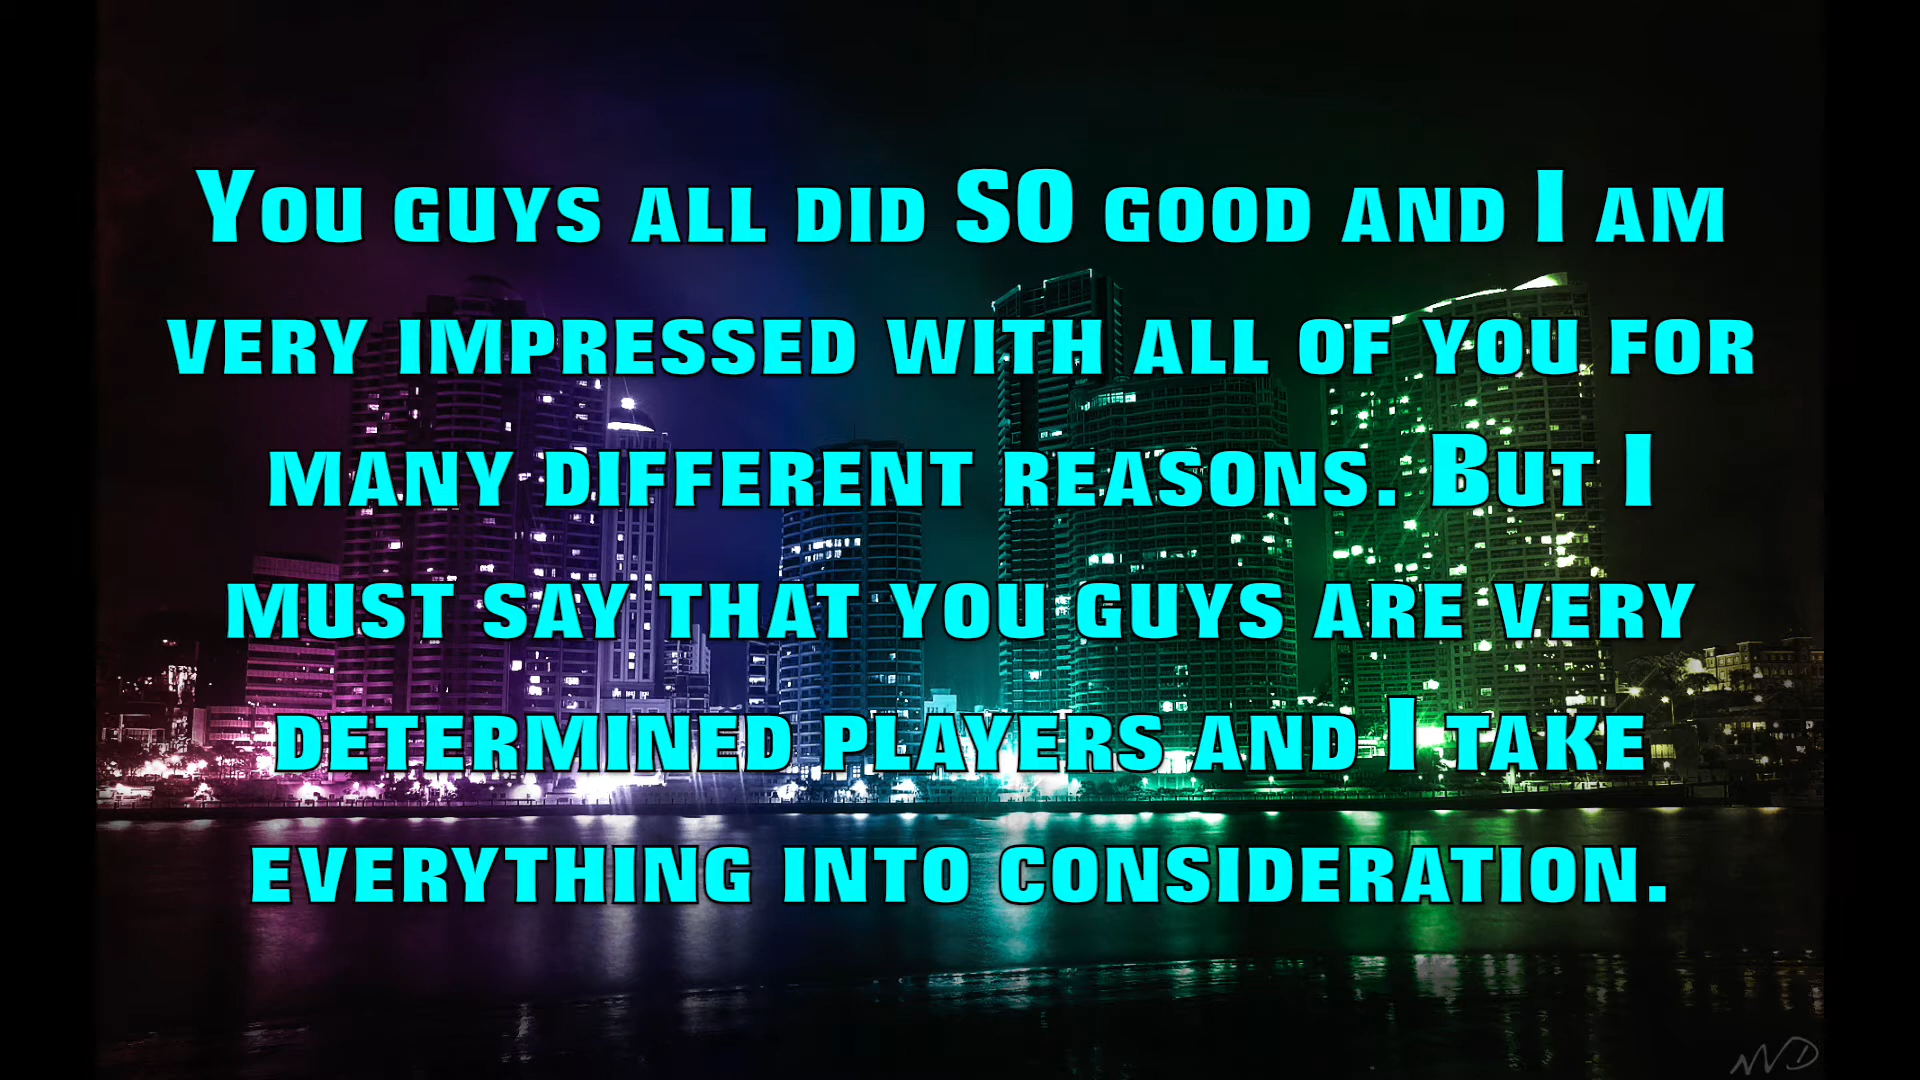 You guys all did SO good and I am
very impressed with all of you for
many different reasons. But I
must say that you guys are very
determined players and I take
everything into consideration.
NVD